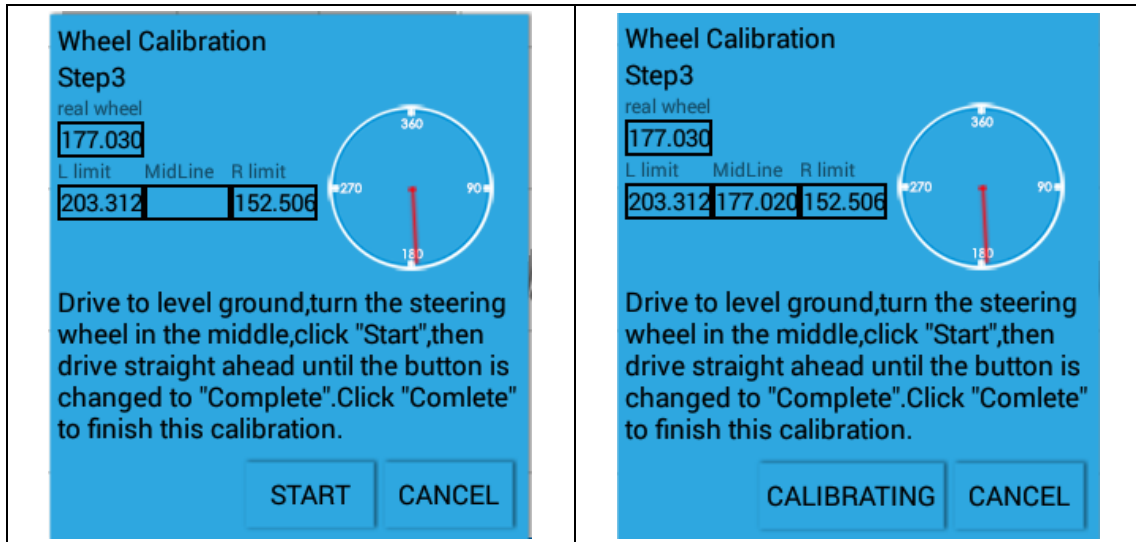 Wheel Calibration
Step3
real wheel
177.030
L limit MidLine R limit
203.312 152.506
360
270 90
180
Drive to level ground,turn the steering
wheel in the middle,click "Start",then
drive straight ahead until the button is
changed to "Complete".Click "Comlete"
to finish this calibration.
START CANCEL
Wheel Calibration
Step3
real wheel
177.030
L limit MidLine R limit
203.312 177.020 152.506
360
270 90
180
Drive to level ground,turn the steering
wheel in the middle,click "Start",then
drive straight ahead until the button is
changed to "Complete".Click "Comlete"
to finish this calibration.
CALIBRATING CANCEL